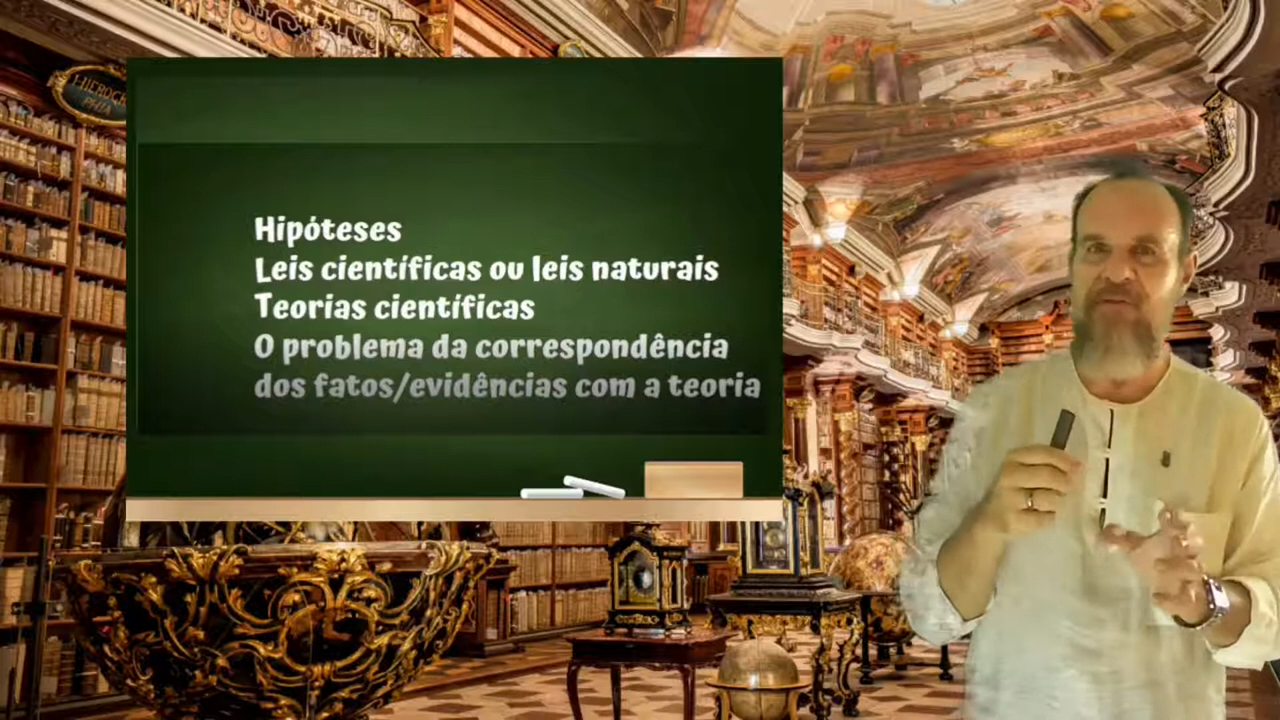 Hipóteses
Leis científicas ou leis naturais
Teorias científicas
O problema da correspondência
dos fatos/evidências com a teoria